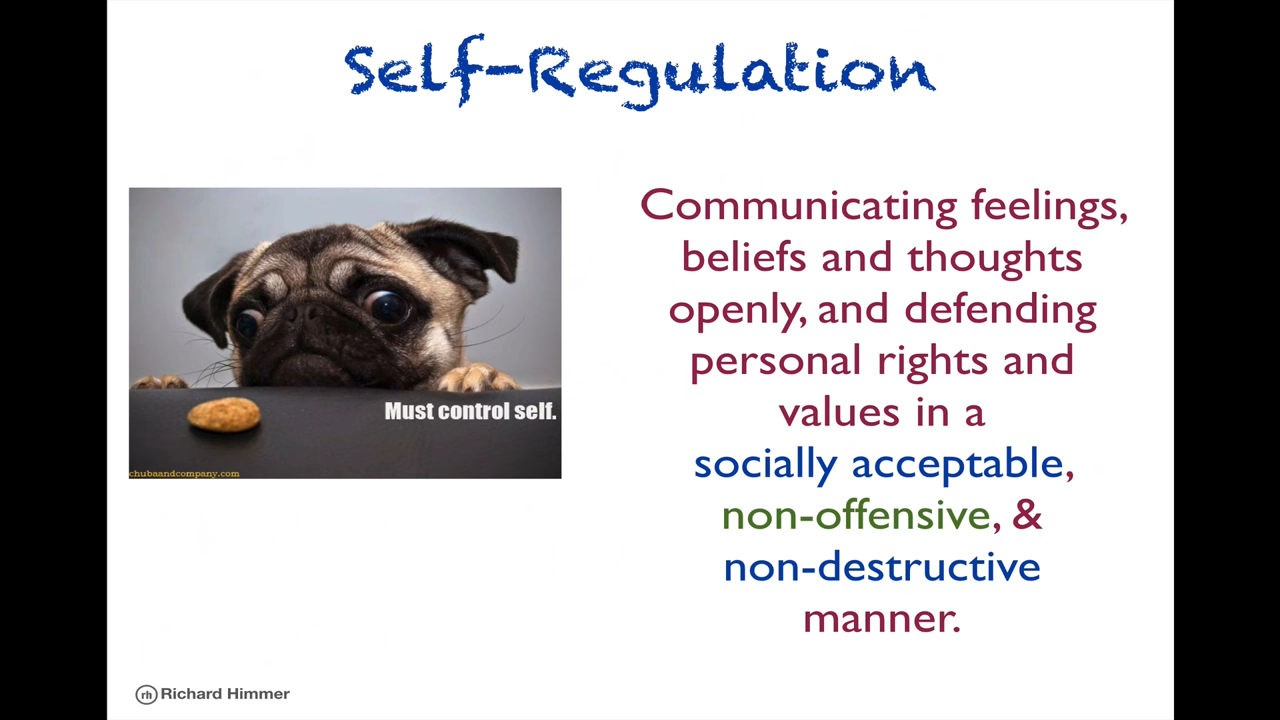 Self-Regulation
Communicating feelings,
beliefs and thoughts
openly, and defending
personal rights and
values in a
socially acceptable,
non-offensive, &
non-destructive
manner.
Must control self.
chubaandcompany.com
rh Richard Himmer